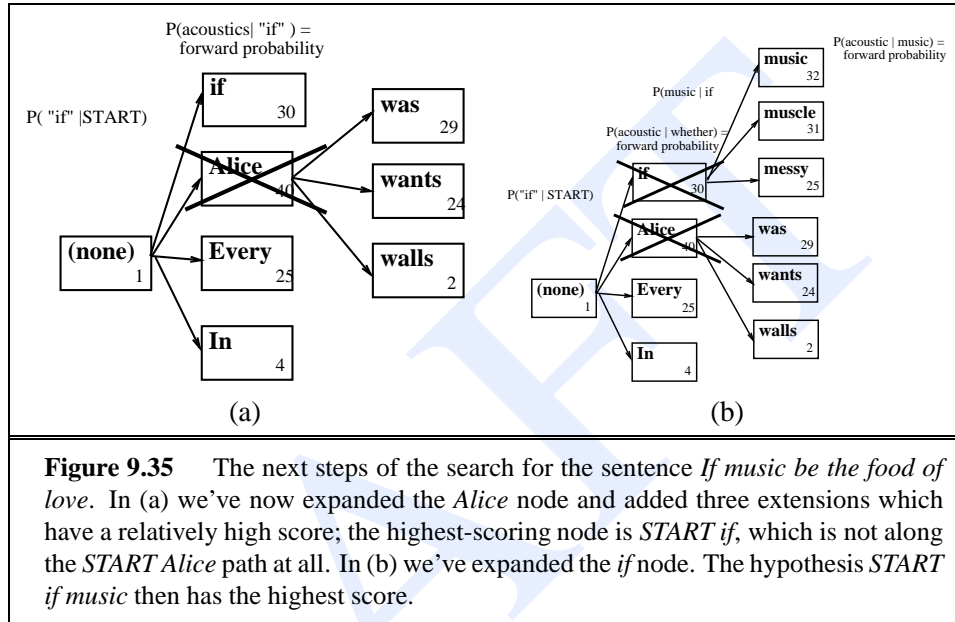 P(acoustics| "if" ) =
forward probability
P( "if" |START)
if
30
Alice
40
Every
25
In
4
(none)
1
was
29
wants
24
walls
2
(a)
P(acoustic | music) =
forward probability
music
32
P(music | if
muscle
31
P(acoustic | whether) =
forward probability
messy
25
if
30
P("if" | START)
Alice
40
was
29
wants
24
(none)
1
Every
25
walls
2
In
4
(b)
Figure 9.35 The next steps of the search for the sentence If music be the food of
love. In (a) we've now expanded the Alice node and added three extensions which
have a relatively high score; the highest-scoring node is START if, which is not along
the START Alice path at all. In (b) we've expanded the if node. The hypothesis START
if music then has the highest score.